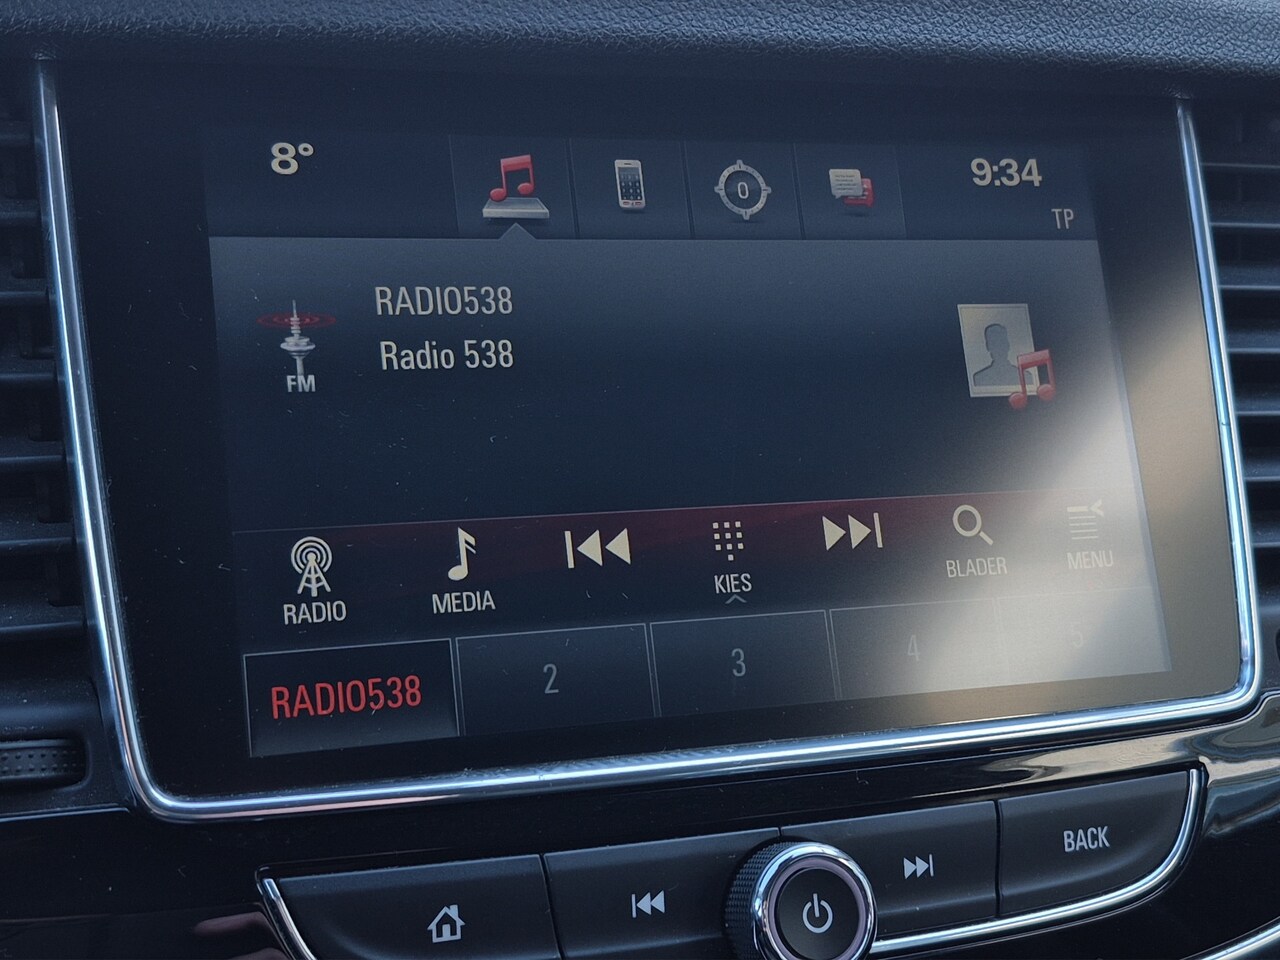 8°
0
9:34
TP
RADIO538
Radio 538
FM
RADIO
MEDIA
KIES
BLADER
MENU
RADIO538
2
3
4
5
BACK